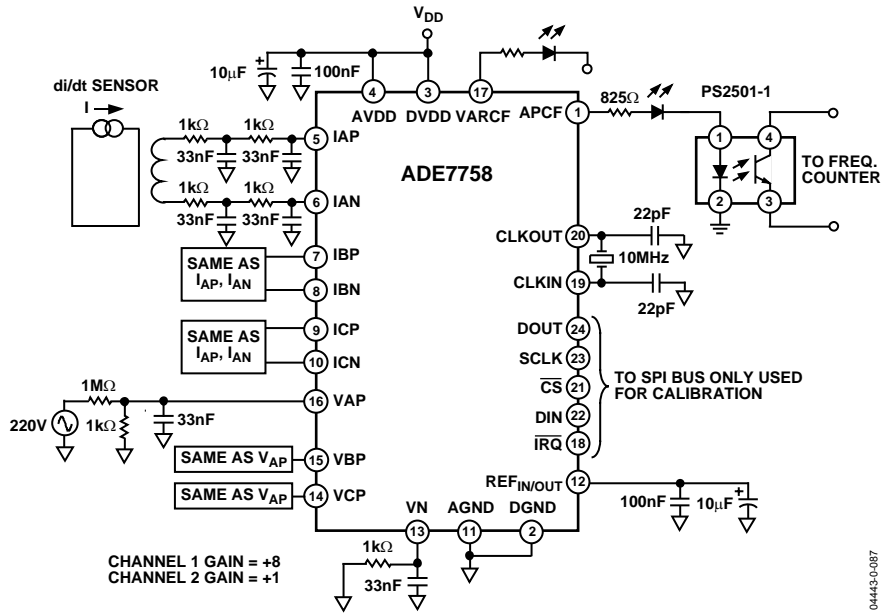 VDD
10μF
100nF
825Ω
PS2501-1
di/dt SENSOR
I
4
3
17
1
AVDD
DVDD
VARCF
APCF
1kΩ
1kΩ
33nF
33nF
5
IAP
ADE7758
1
4
2
3
TO FREQ.
COUNTER
1kΩ
1kΩ
33nF
33nF
6
IAN
SAME AS
IAP, IAN
7
IBP
8
IBN
CLKOUT
20
22pF
10MHz
CLKIN
19
22pF
SAME AS
IAP, IAN
9
ICP
10
ICN
DOUT
24
SCLK
23
CS
21
DIN
22
IRQ
18
TO SPI BUS ONLY USED
FOR CALIBRATION
220V
1MΩ
1kΩ
33nF
16
VAP
SAME AS VAP
15
VBP
SAME AS VAP
14
VCP
REFIN/OUT
12
100nF
10μF
VN
AGND
DGND
13
11
2
1kΩ
33nF
CHANNEL 1 GAIN = +8
CHANNEL 2 GAIN = +1
04443-0-087